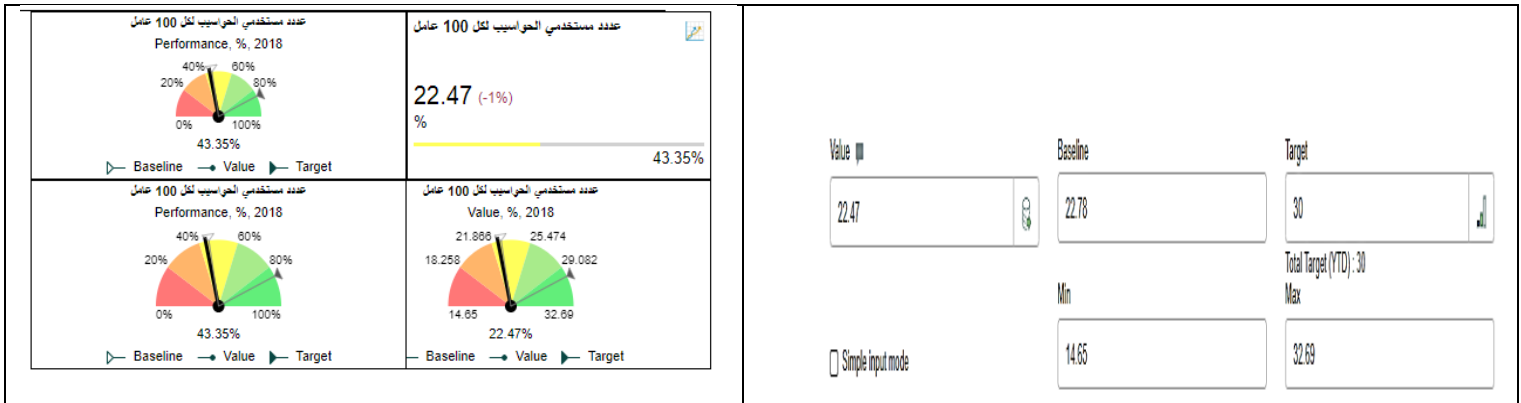 عددد مستخدمي الحواسيب لكل 100 عامل
Performance, %, 2018
40% 60%
20% 80%
0% 100%
43.35%
Baseline Value Target
عددد مستخدمي الحواسيب لكل 100 عامل
22.47 (-1%)
%
43.35%
عددد مستخدمي الحواسيب لكل 100 عامل
Performance, %, 2018
40% 60%
20% 80%
0% 100%
43.35%
Baseline Value Target
عددد مستخدمي الحواسيب لكل 100 عامل
Value, %, 2018
21.866 25.474
18.258 29.082
14.65 32.69
22.47%
Baseline Value Target
Value Baseline Target
22.47 22.78 30
Total Target (YTD) : 30
Min Max
Simple input mode 14.65 32.69